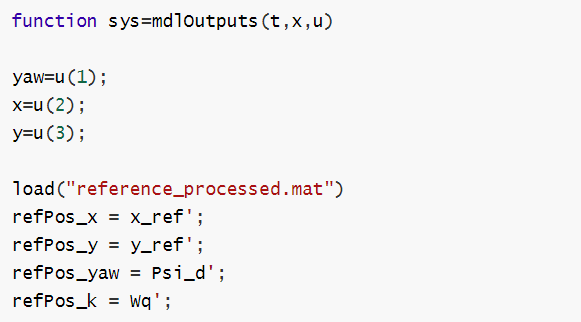 function sys=mdlOutputs(t,x,u)
yaw=u(1);
x=u(2);
y=u(3);
load("reference_processed.mat")
refPos_x = x_ref';
refPos_y = y_ref';
refPos_yaw = Psi_d';
refPos_k = Wq';